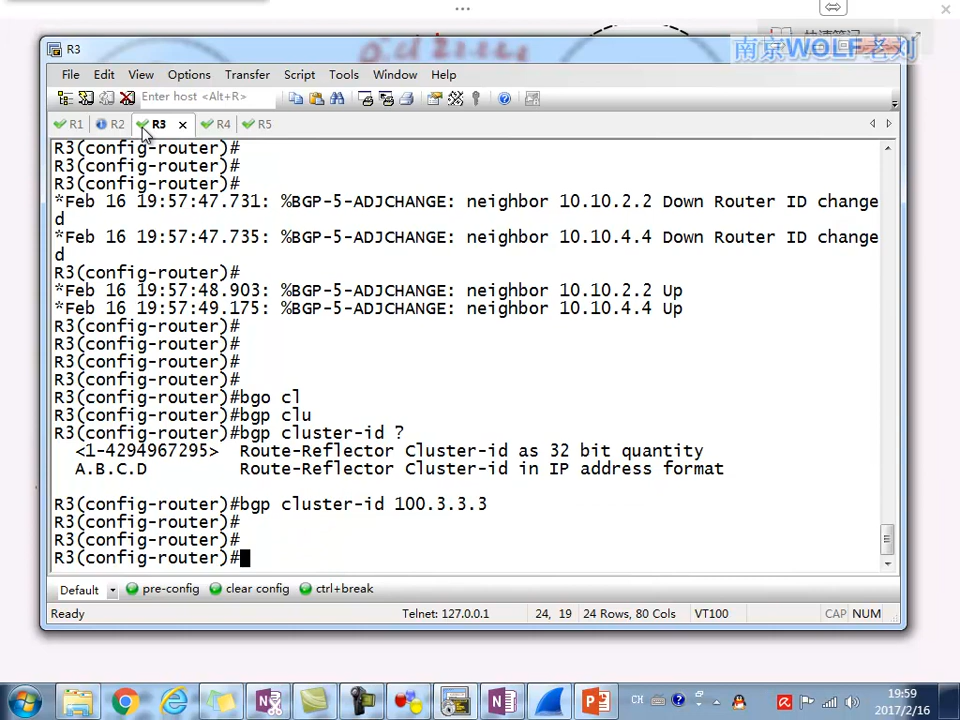 南京WOLF老刘
R3
File Edit View Options Transfer Script Tools Window Help
Enter host <Alt+R>
R1 R2 R3 R4 R5
R3(config-router)#
R3(config-router)#
R3(config-router)#
*Feb 16 19:57:47.731: %BGP-5-ADJCHANGE: neighbor 10.10.2.2 Down Router ID change
d
*Feb 16 19:57:47.735: %BGP-5-ADJCHANGE: neighbor 10.10.4.4 Down Router ID change
d
R3(config-router)#
*Feb 16 19:57:48.903: %BGP-5-ADJCHANGE: neighbor 10.10.2.2 Up
*Feb 16 19:57:49.175: %BGP-5-ADJCHANGE: neighbor 10.10.4.4 Up
R3(config-router)#
R3(config-router)#
R3(config-router)#
R3(config-router)#
R3(config-router)#bgo cl
R3(config-router)#bgp clu
R3(config-router)#bgp cluster-id ?
<1-4294967295> Route-Reflector Cluster-id as 32 bit quantity
A.B.C.D Route-Reflector Cluster-id in IP address format
R3(config-router)#bgp cluster-id 100.3.3.3
R3(config-router)#
R3(config-router)#
R3(config-router)#
Default pre-config clear config ctrl+break
Ready Telnet: 127.0.0.1 24, 19 24 Rows, 80 Cols VT100 CAP NUM
CH 19:59
2017/2/16